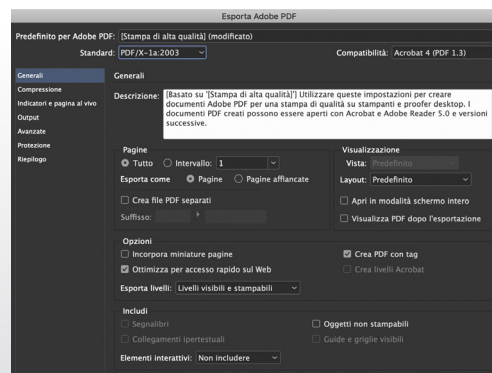 Esporta Adobe PDF
Predefinito per Adobe PDF: [Stampa di alta qualità] (modificato)
Standard: PDF/X-1a:2003 Compatibilità: Acrobat 4 (PDF 1.3)
Generali
Compressione
Indicatori e pagina al vivo
Output
Avanzate
Protezione
Riepilogo
Generali
Descrizione: [Basato su '[Stampa di alta qualità]'] Utilizzare queste impostazioni per creare
documenti Adobe PDF per una stampa di qualità su stampanti e proofer desktop. I
documenti PDF creati possono essere aperti con Acrobat e Adobe Reader 5.0 e versioni
successive.
Pagine
Tutto Intervallo: 1
Esporta come Pagine Pagine affiancate
Crea file PDF separati
Suffisso:
Visualizzazione
Vista: Predefinito
Layout: Predefinito
Apri in modalità schermo intero
Visualizza PDF dopo l'esportazione
Opzioni
Incorpora miniature pagine Crea PDF con tag
Ottimizza per accesso rapido sul Web Crea livelli Acrobat
Esporta livelli: Livelli visibili e stampabili
Includi
Segnalibri Oggetti non stampabili
Collegamenti ipertestuali Guide e griglie visibili
Elementi interattivi: Non includere